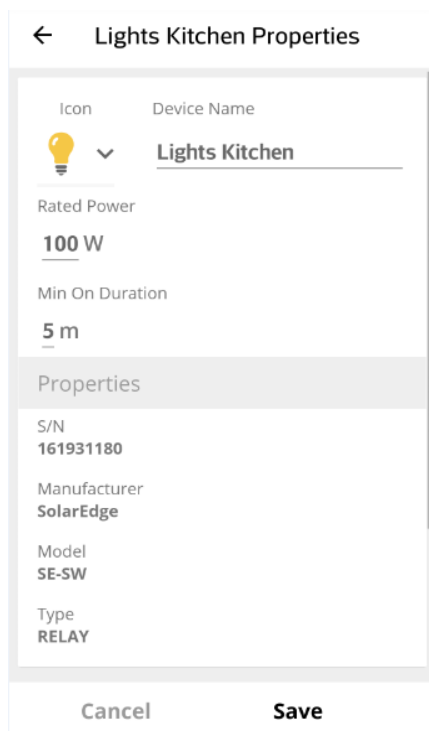 Lights Kitchen Properties
Icon Device Name
Lights Kitchen
Rated Power
100 W
Min On Duration
5 m
Properties
S/N
161931180
Manufacturer
SolarEdge
Model
SE-SW
Type
RELAY
Cancel Save